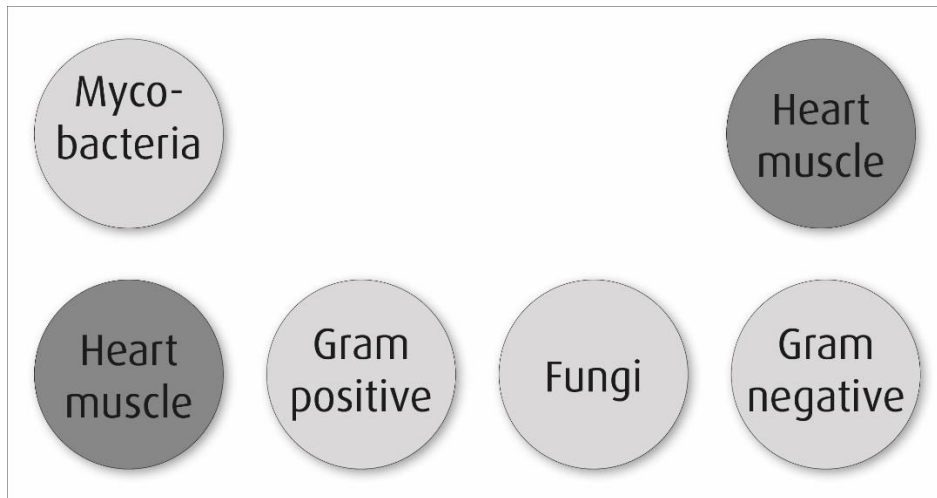 Myco-
bacteria
Heart
muscle
Heart
muscle
Gram
positive
Fungi
Gram
negative